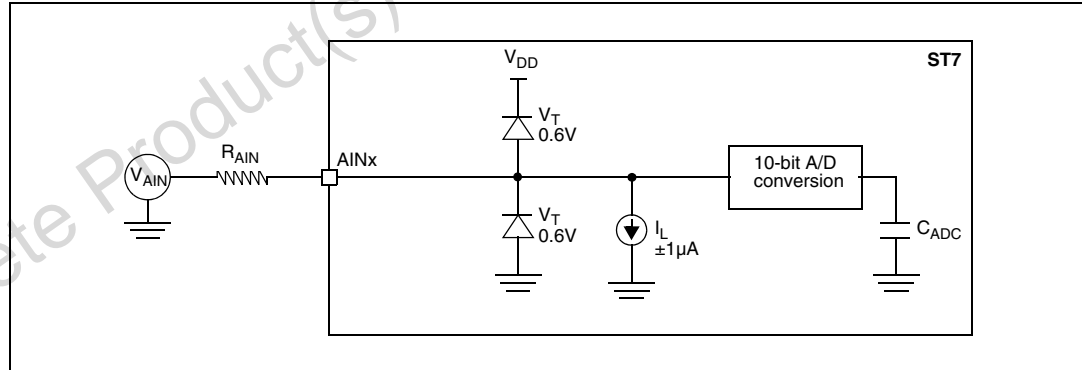 ete Product(s)
ST7
V_DD
V_T
0.6V
R_AIN
AINx
V_AIN
10-bit A/D
conversion
V_T
0.6V
I_L
±1µA
C_ADC